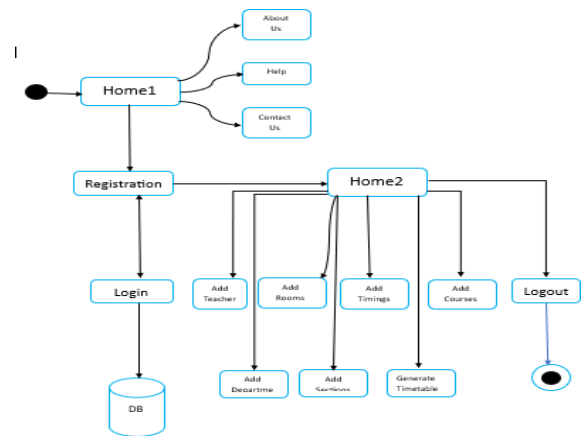 About
Us
Home1
Help
Contact
Us
Registration
Home2
Login
Add
Teacher
Add
Rooms
Add
Timings
Add
Courses
Logout
DB
Add
Departme
Add
Sections
Generate
Timetable